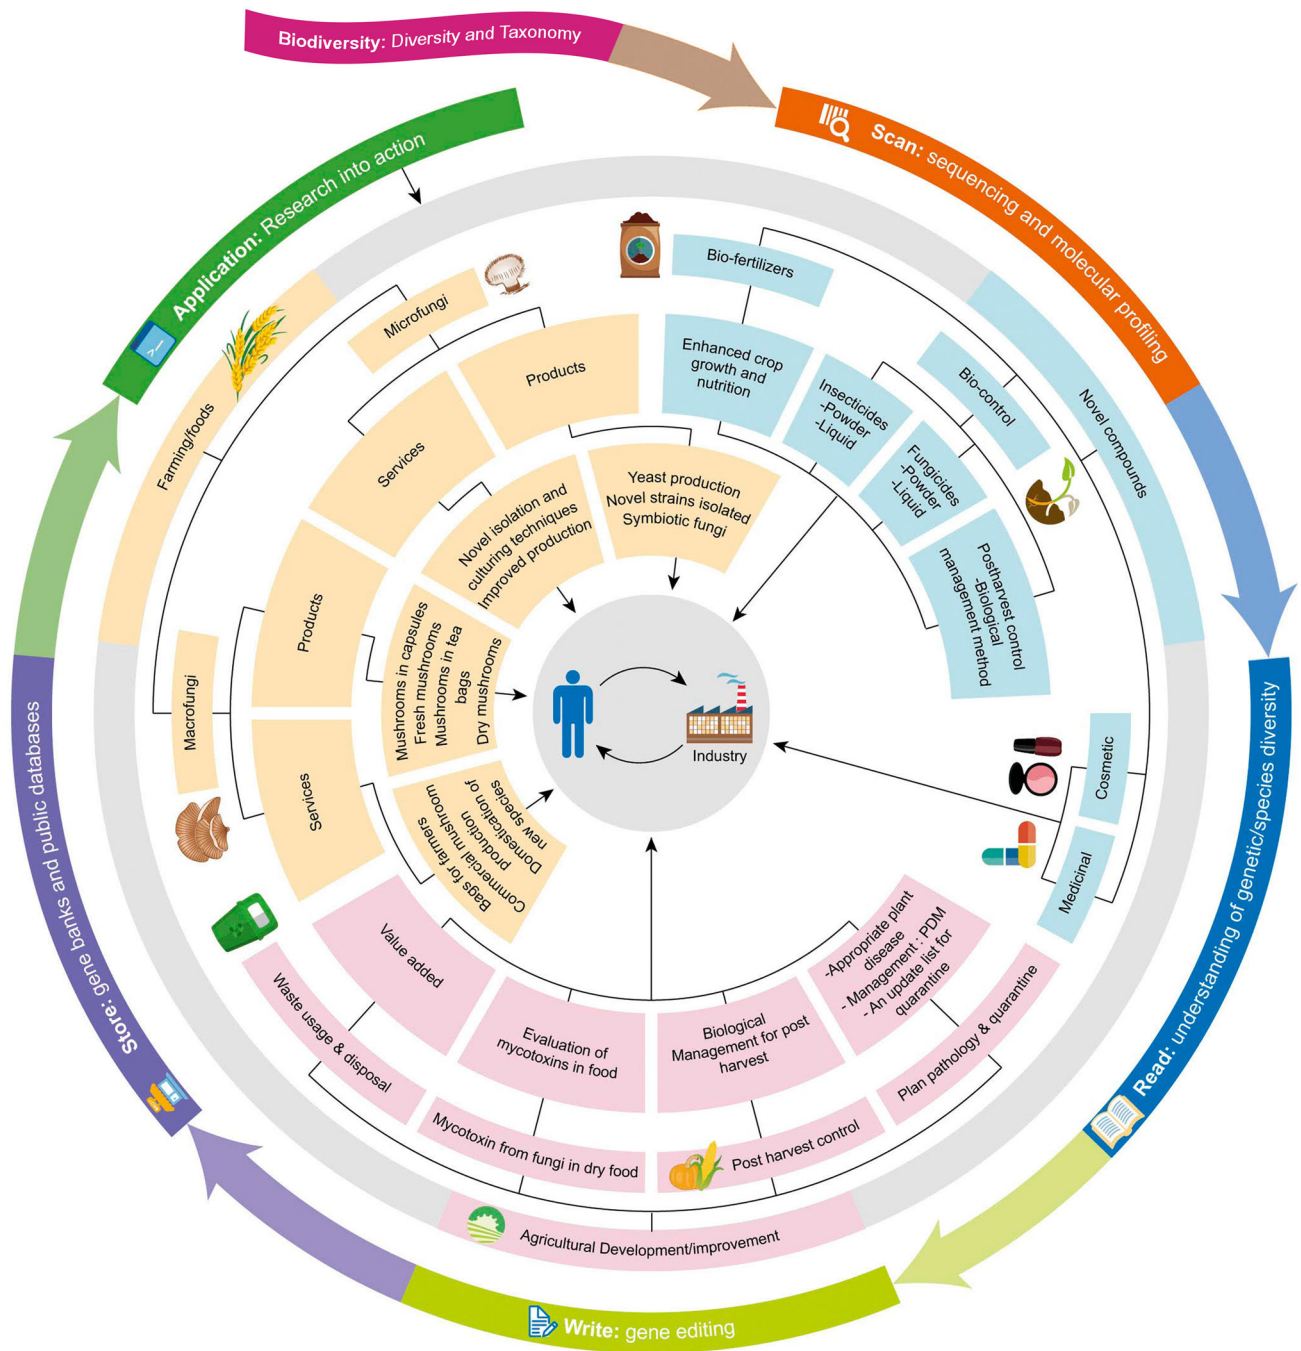 Biodiversity: Diversity and Taxonomy
Scan: sequencing and molecular profiling
Read: understanding of genetic/species diversity
Write: gene editing
Store: gene banks and public databases
Application: Research into action
Farming/foods
Microfungi
Products
Services
Yeast production
Novel strains isolated
Symbiotic fungi
Novel isolation and
culturing techniques
Improved production
Macrofungi
Products
Services
Mushrooms in capsules
Fresh mushrooms
Mushrooms in tea
bags
Dry mushrooms
Bags for farmers
Commercial mushroom
production
Domestication of
new species
Novel compounds
Bio-fertilizers
Enhanced crop
growth and
nutrition
Bio-control
Insecticides
-Powder
-Liquid
Fungicides
-Powder
-Liquid
Postharvest control
-Biological
management method
Cosmetic
Medicinal
Industry
Value added
Evaluation of
mycotoxins in food
Biological
Management for post
harvest
-Appropriate plant
disease
- Management : PDM
- An update list for
quarantine
Waste usage & disposal
Mycotoxin from fungi in dry food
Post harvest control
Plan pathology & quarantine
Agricultural Development/improvement